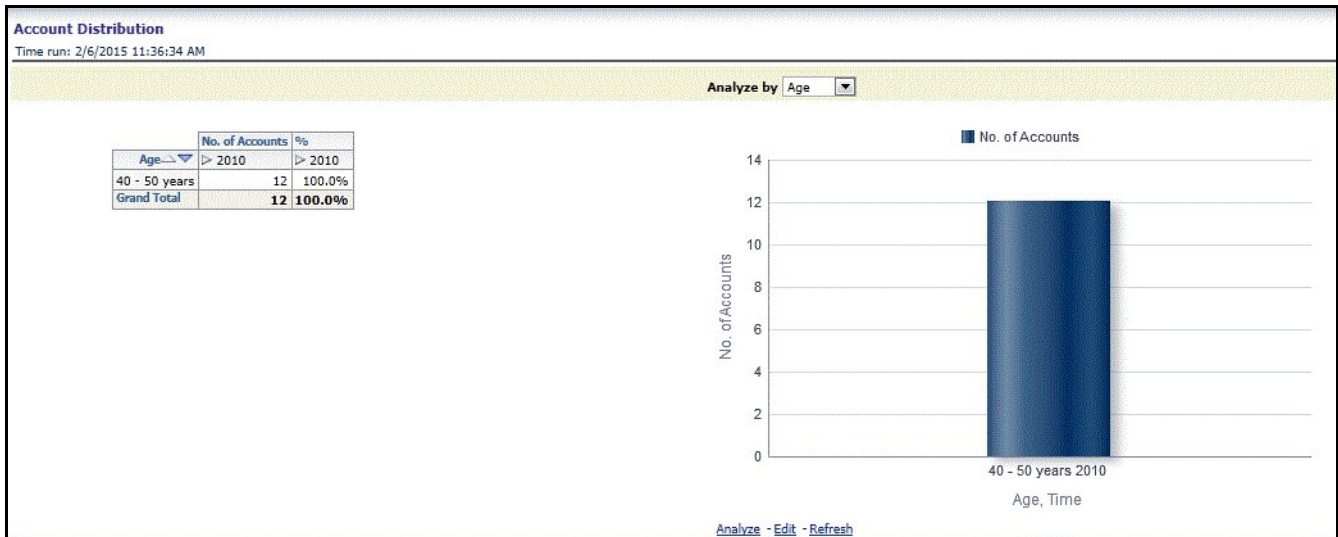 Account Distribution
Time run: 2/6/2015 11:36:34 AM
Analyze by Age
No. of Accounts %
Age 2010 2010
40 - 50 years 12 100.0%
Grand Total 12 100.0%
No. of Accounts
14
12
10
8
6
4
2
0
No. of Accounts
40 - 50 years 2010
Age, Time
Analyze - Edit - Refresh